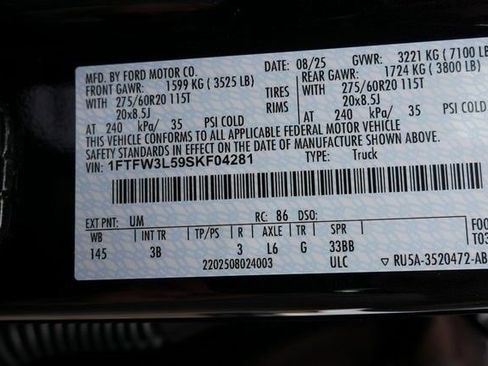 MFD. BY FORD MOTOR CO. 08/25 GVWR: 3221 KG (7100 LB
FRONT GAWR: 1599 KG (3525 LB) REAR GAWR: 1724 KG (3800 LB)
WITH 275/60R20 115T TIRES WITH 275/60R20 115T
20x8.5J RIMS 20x8.5J
AT 240 kPa/ 35 PSI COLD AT 240 kPa/ 35 PSI COLD
THIS VEHICLE CONFORMS TO ALL APPLICABLE FEDERAL MOTOR VEHICLE
SAFETY STANDARDS IN EFFECT ON THE DATE OF MANUFACTURE SHOWN ABOVE.
VIN: 1FTFW3L59SKF04281 TYPE: Truck
EXT PNT: UM RC: 86 DSO: FOO
WB INT TR TP/PS R AXLE TR SPR T03
145 3B 3 L6 G 33BB
2202508024003 ULC ▽ RU5A-3520472-AB